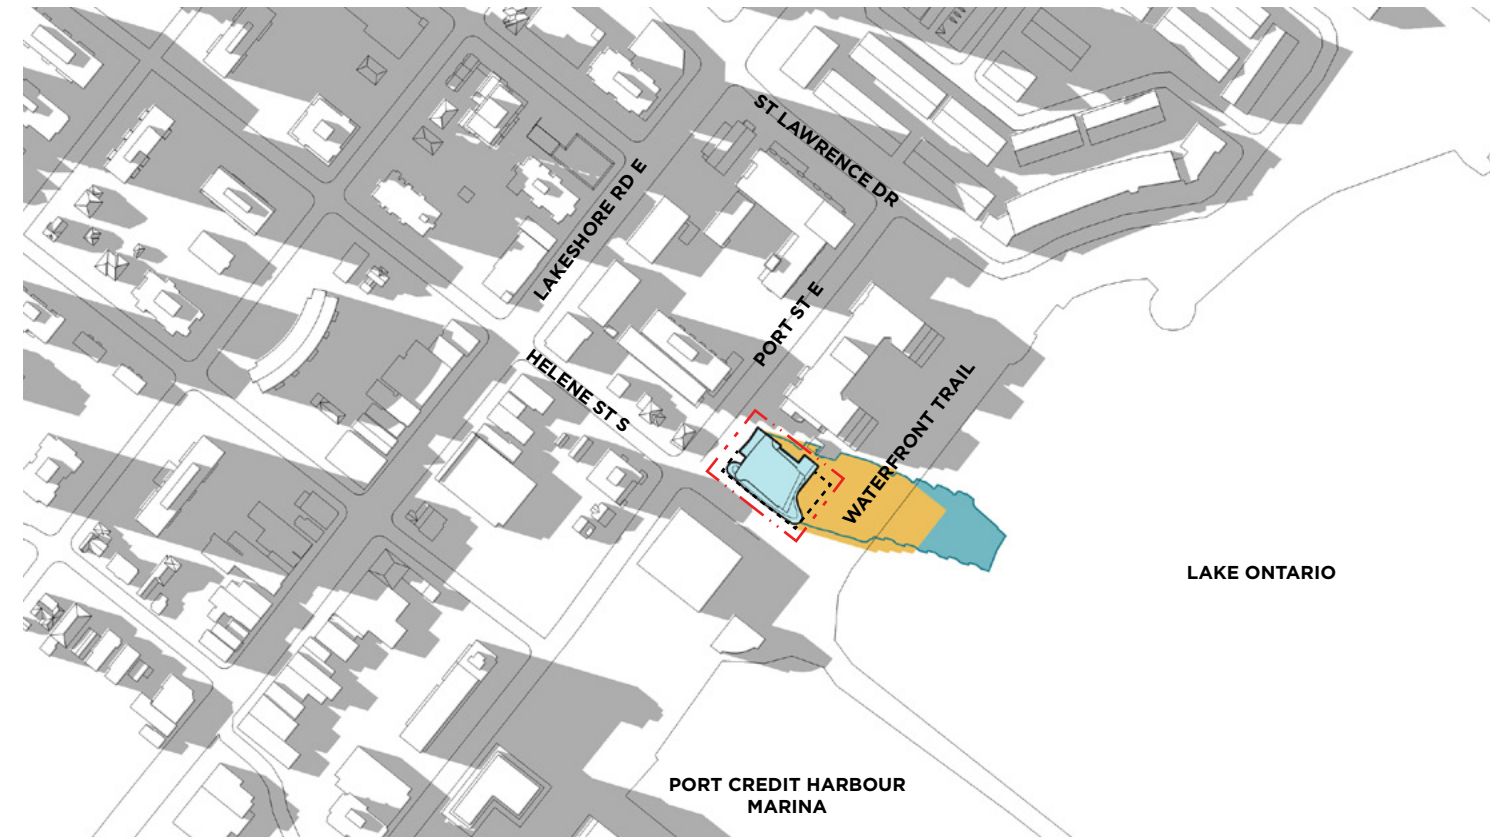 ST LAWRENCE DR
LAKESHORE RD E
PORT ST E
HELENE ST S
WATERFRONT TRAIL
LAKE ONTARIO
PORT CREDIT HARBOUR
MARINA